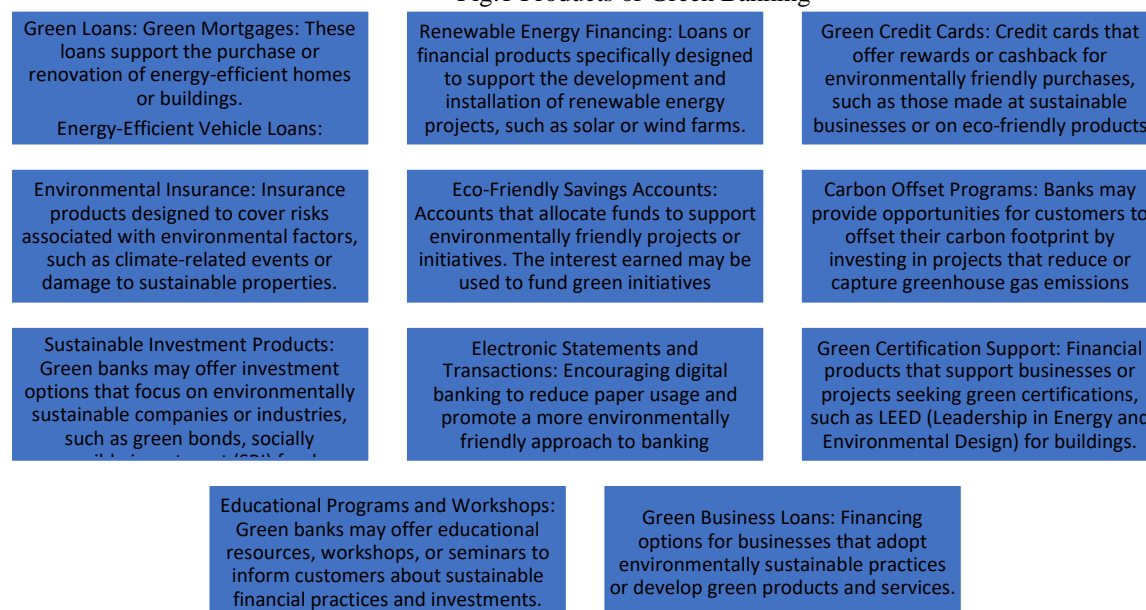 Fig.1 Products of Green Banking
Green Loans: Green Mortgages: These
loans support the purchase or
renovation of energy-efficient homes
or buildings.
Energy-Efficient Vehicle Loans:
Renewable Energy Financing: Loans or
financial products specifically designed
to support the development and
installation of renewable energy
projects, such as solar or wind farms.
Green Credit Cards: Credit cards that
offer rewards or cashback for
environmentally friendly purchases,
such as those made at sustainable
businesses or on eco-friendly products
Environmental Insurance: Insurance
products designed to cover risks
associated with environmental factors,
such as climate-related events or
damage to sustainable properties.
Eco-Friendly Savings Accounts:
Accounts that allocate funds to support
environmentally friendly projects or
initiatives. The interest earned may be
used to fund green initiatives
Carbon Offset Programs: Banks may
provide opportunities for customers to
offset their carbon footprint by
investing in projects that reduce or
capture greenhouse gas emissions
Sustainable Investment Products:
Green banks may offer investment
options that focus on environmentally
sustainable companies or industries,
such as green bonds, socially
Electronic Statements and
Transactions: Encouraging digital
banking to reduce paper usage and
promote a more environmentally
friendly approach to banking
Green Certification Support: Financial
products that support businesses or
projects seeking green certifications,
such as LEED (Leadership in Energy and
Environmental Design) for buildings.
Educational Programs and Workshops:
Green banks may offer educational
resources, workshops, or seminars to
inform customers about sustainable
financial practices and investments.
Green Business Loans: Financing
options for businesses that adopt
environmentally sustainable practices
or develop green products and services.